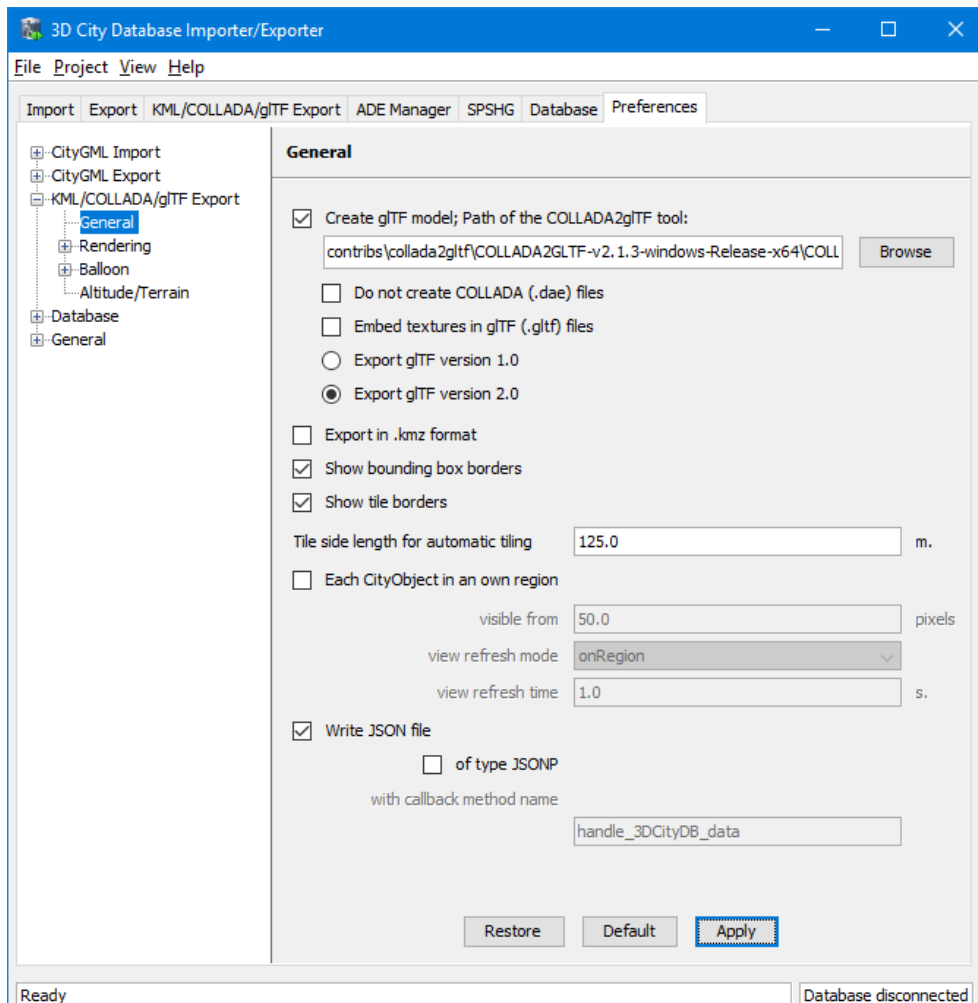 3D City Database Importer/Exporter
File Project View Help
Import Export KML/COLLADA/glTF Export ADE Manager SPSHG Database Preferences
CityGML Import
CityGML Export
KML/COLLADA/glTF Export
General
Rendering
Balloon
Altitude/Terrain
Database
General
General
Create glTF model; Path of the COLLADA2glTF tool:
contribs\collada2gltf\COLLADA2GLTF-v2.1.3-windows-Release-x64\COLL
Browse
Do not create COLLADA (.dae) files
Embed textures in glTF (.gltf) files
Export glTF version 1.0
Export glTF version 2.0
Export in .kmz format
Show bounding box borders
Show tile borders
Tile side length for automatic tiling 125.0 m.
Each CityObject in an own region
visible from 50.0 pixels
view refresh mode onRegion
view refresh time 1.0 s.
Write JSON file
of type JSONP
with callback method name
handle_3DCityDB_data
Restore Default Apply
Ready Database disconnected